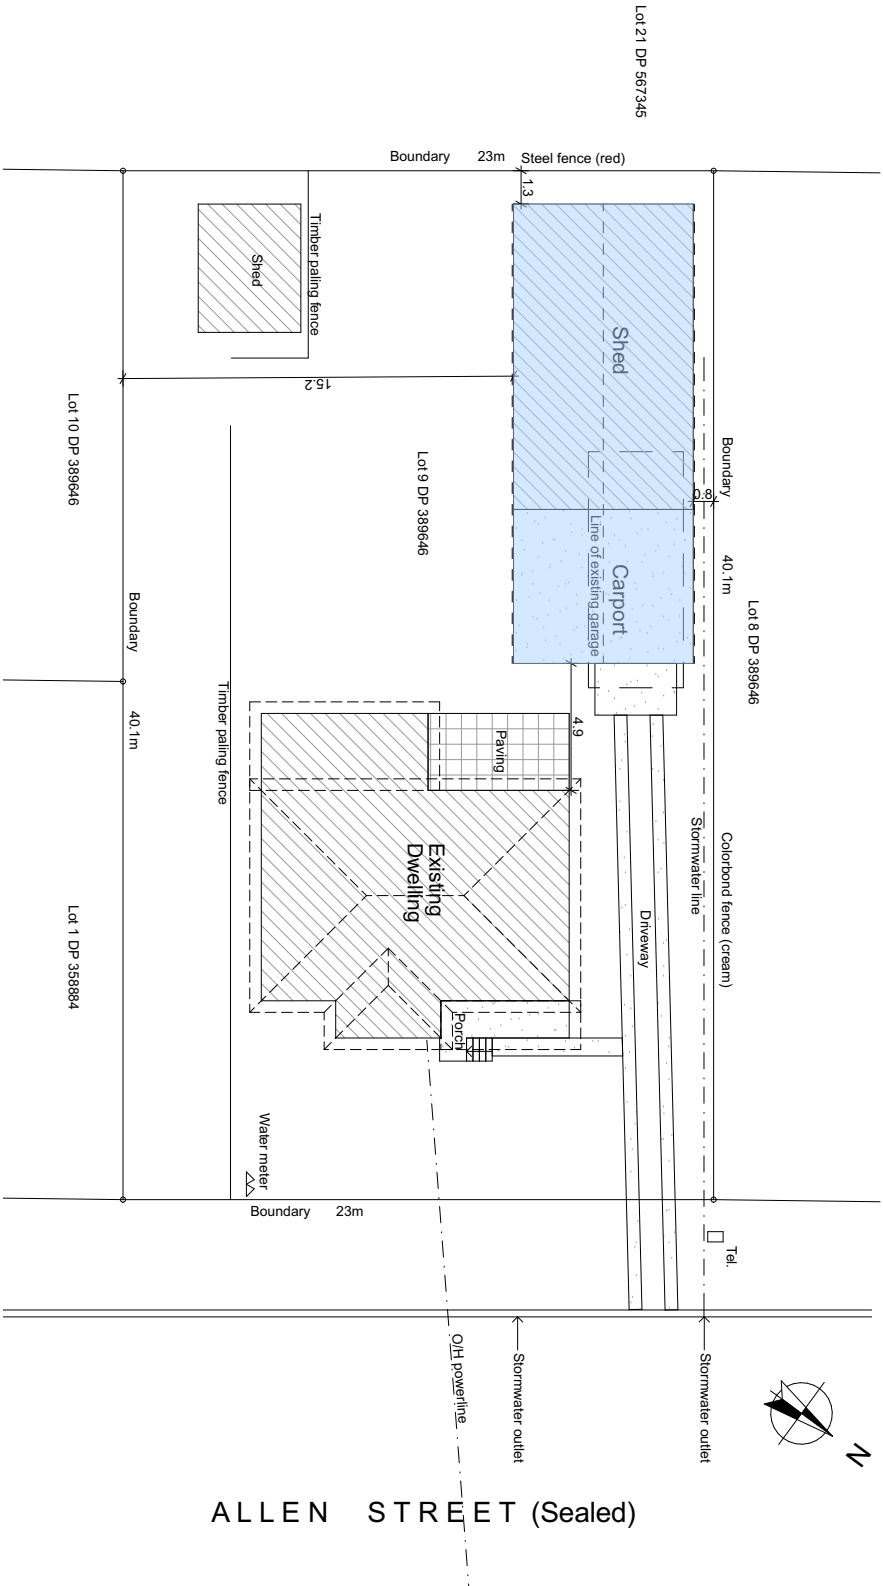 Lot 21 DP 567345
Boundary 23m
Steel fence (red)
1.3
Shed
Timber paling fence
Shed
15.2
Lot 10 DP 389646
Lot 9 DP 389646
Boundary 40.1m
0.8
Line of existing garage
Carport
Lot 8 DP 389646
Boundary 40.1m
Timber paling fence
4.9
Paving
Existing
Dwelling
Stormwater line
Colorbond fence (cream)
Driveway
Lot 1 DP 358884
Porch
Water meter
Boundary 23m
Tel.
O/H powerline
Stormwater outlet
Stormwater outlet
N
ALLEN STREET (Sealed)